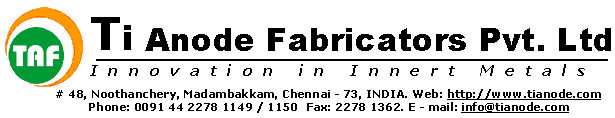 TAF
Ti Anode Fabricators Pvt. Ltd
Innovation in Innert Metals
# 48, Noothanchery, Madambakkam, Chennai - 73, INDIA. Web: http://www.tianode.com
Phone: 0091 44 2278 1149 / 1150 Fax: 2278 1362. E - mail: info@tianode.com